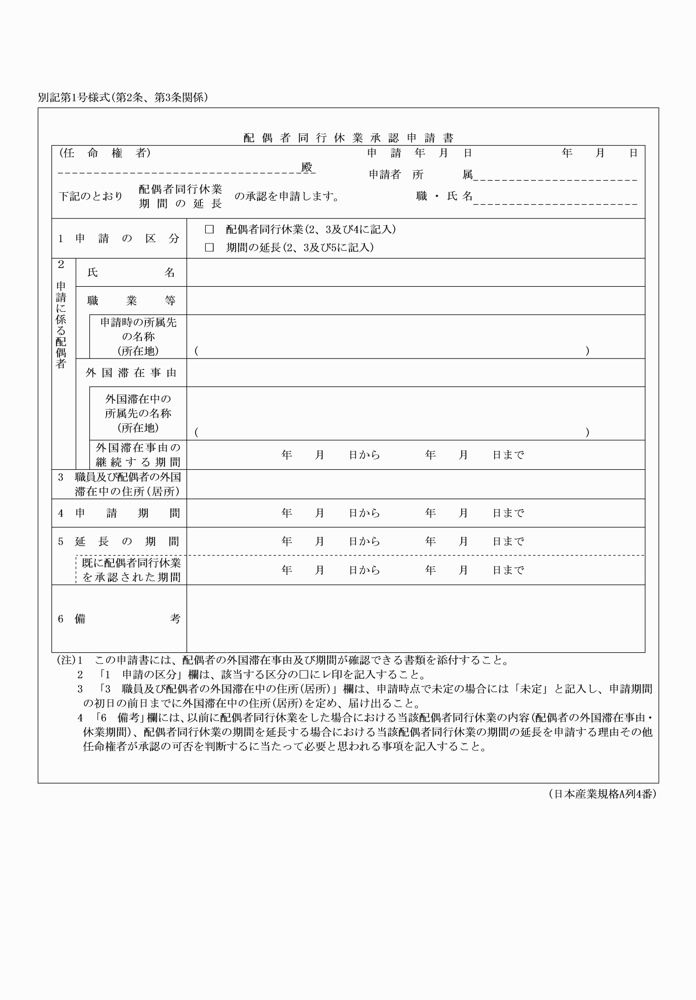 別記第1号様式(第2条、第3条関係)
配偶者同行休業承認申請書
(任命権者) 申請年月日 年 月 日
殿
申請者 所属
下記のとおり 配偶者同行休業 の承認を申請します。
期間の延長
職・氏名
1 申請の区分
□ 配偶者同行休業(2、3及び4に記入)
□ 期間の延長(2、3及び5に記入)
2 申請に係る配偶者
氏名
職業等
申請時の所属先
の名称
(所在地)
( )
外国滞在事由
外国滞在中の
所属先の名称
(所在地)
( )
外国滞在事由の
継続する期間
年 月 日から 年 月 日まで
3 職員及び配偶者の外国
滞在中の住所(居所)
4 申請期間 年 月 日から 年 月 日まで
5 延長の期間 年 月 日から 年 月 日まで
既に配偶者同行休業
を承認された期間
年 月 日から 年 月 日まで
6 備考
(注)1 この申請書には、配偶者の外国滞在事由及び期間が確認できる書類を添付すること。
2 「1 申請の区分」欄は、該当する区分の□にレ印を記入すること。
3 「3 職員及び配偶者の外国滞在中の住所(居所)」欄は、申請時点で未定の場合には「未定」と記入し、申請期間
の初日の前日までに外国滞在中の住所(居所)を定め、届け出ること。
4 「6 備考」欄には、以前に配偶者同行休業をした場合における当該配偶者同行休業の内容(配偶者の外国滞在事由・
休業期間)、配偶者同行休業の期間を延長する場合における当該配偶者同行休業の期間の延長を申請する理由その他
任命権者が承認の可否を判断するに当たって必要と思われる事項を記入すること。
(日本産業規格A列4番)